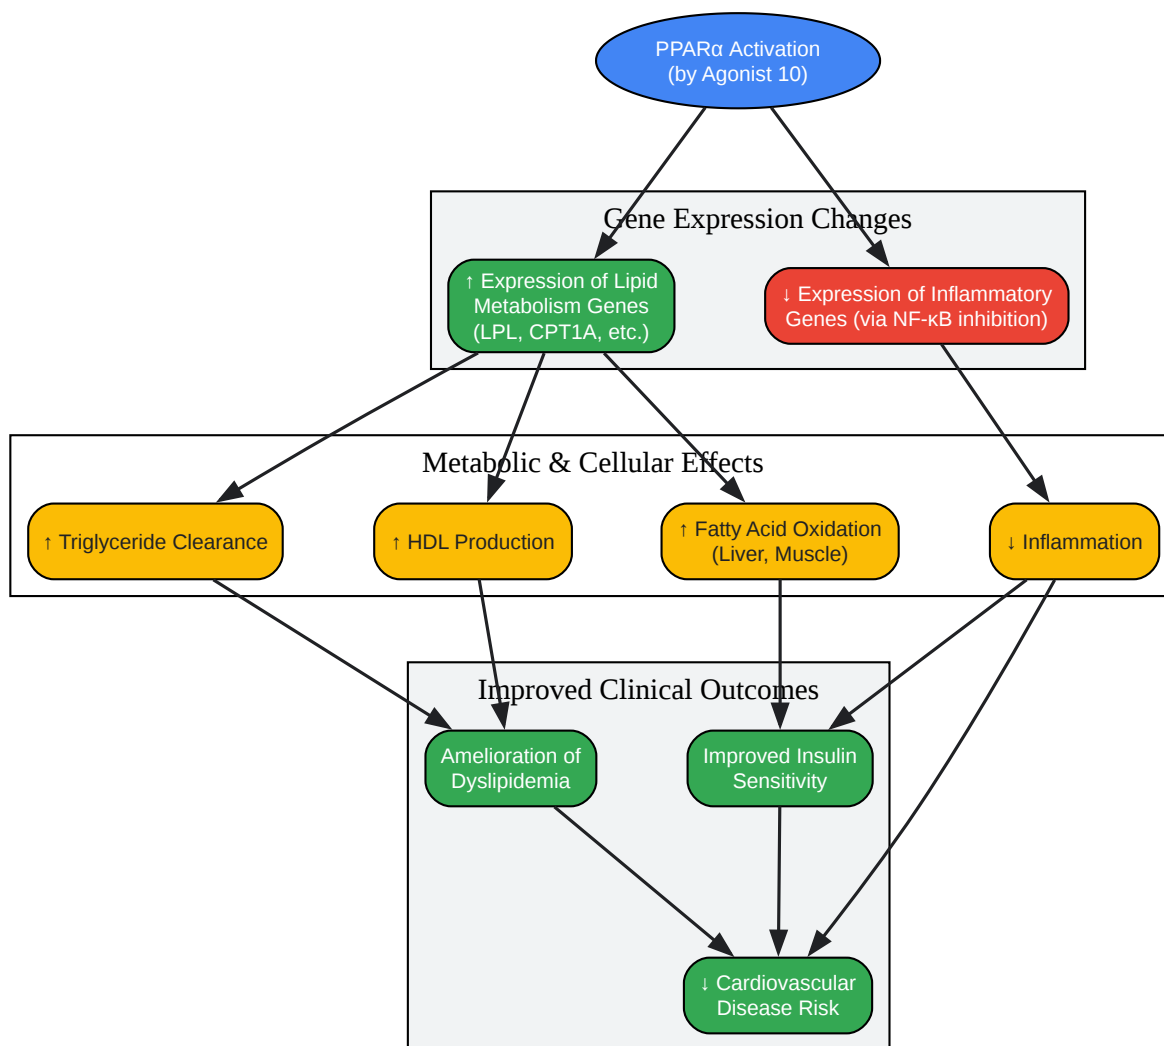 PPARα Activation
(by Agonist 10)
Gene Expression Changes
↑ Expression of Lipid
Metabolism Genes
(LPL, CPT1A, etc.)
↓ Expression of Inflammatory
Genes (via NF-κB inhibition)
Metabolic & Cellular Effects
↑ Triglyceride Clearance
↑ HDL Production
↑ Fatty Acid Oxidation
(Liver, Muscle)
↓ Inflammation
Improved Clinical Outcomes
Amelioration of
Dyslipidemia
Improved Insulin
Sensitivity
↓ Cardiovascular
Disease Risk